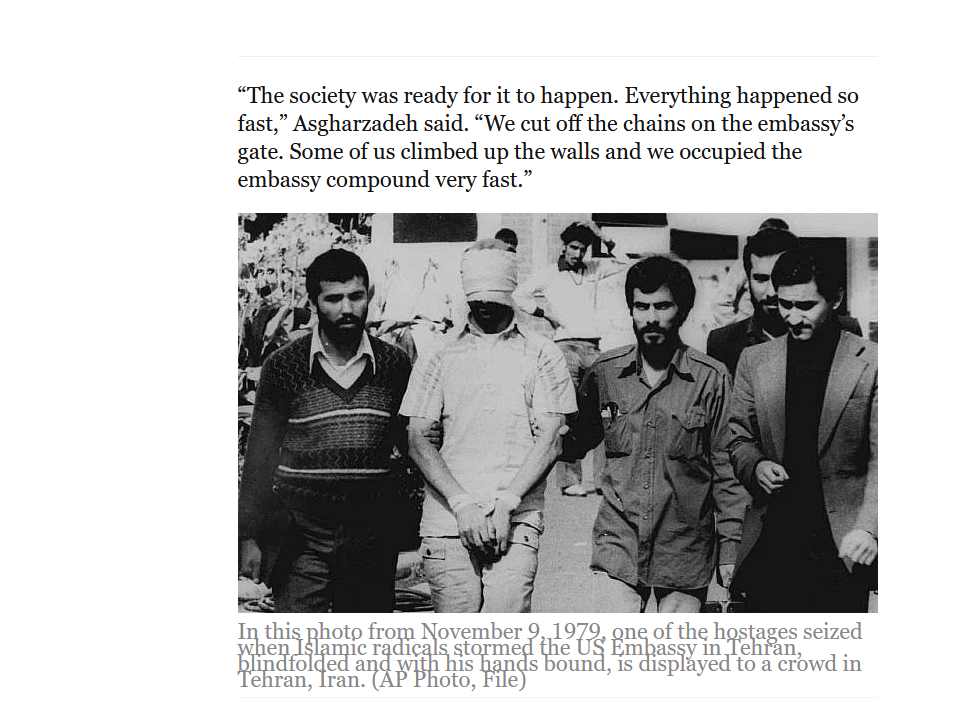 “The society was ready for it to happen. Everything happened so
fast,” Asgharzadeh said. “We cut off the chains on the embassy’s
gate. Some of us climbed up the walls and we occupied the
embassy compound very fast.”
In this photo from November 9, 1979, one of the hostages seized
when Islamic radicals stormed the US Embassy in Tehran,
blindfolded and with his hands bound, is displayed to a crowd in
Tehran, Iran. (AP Photo, File)